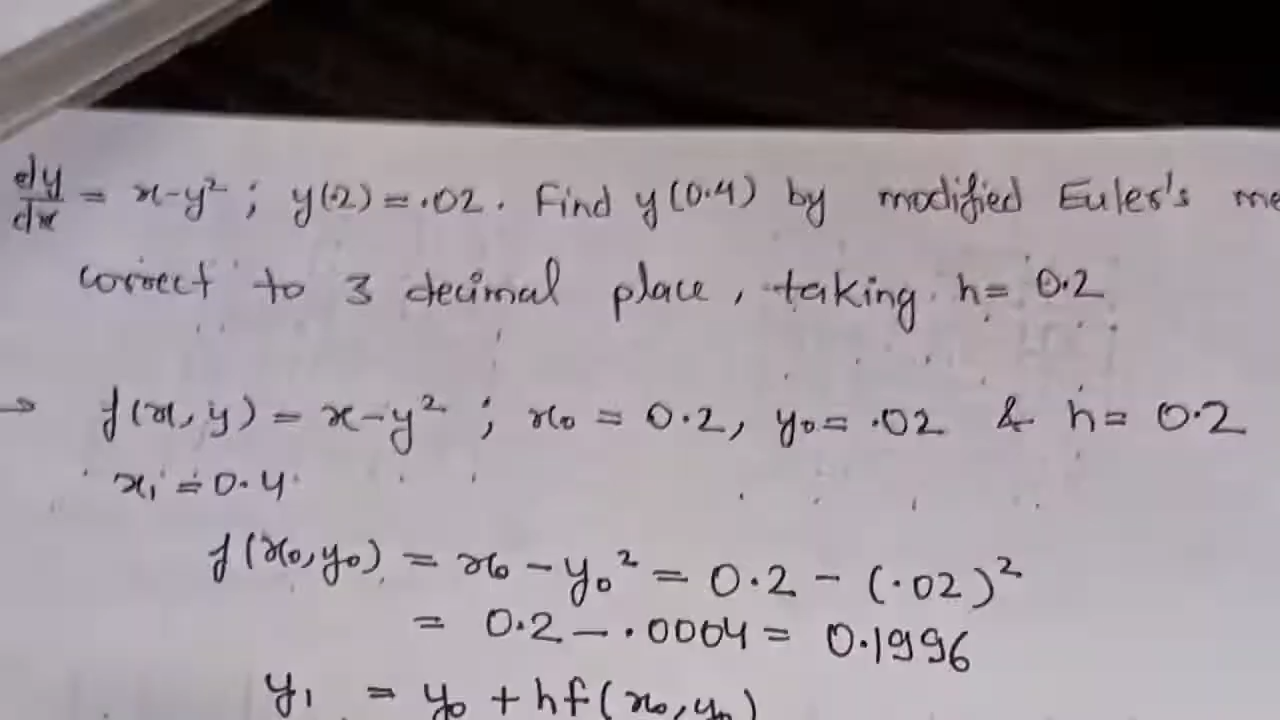 dy/dx = x-y²; y(.2) = .02. Find y(0.4) by modified Euler's me
correct to 3 decimal place, taking h= 0.2
→ f(x, y) = x-y² ; x₀ = 0.2, y₀ = .02 & h= 0.2
x₁ = 0.4
f(x₀, y₀) = x₀ - y₀² = 0.2 - (.02)²
= 0.2 - .0004 = 0.1996
y₁ = y₀ + hf(x₀, y₀)